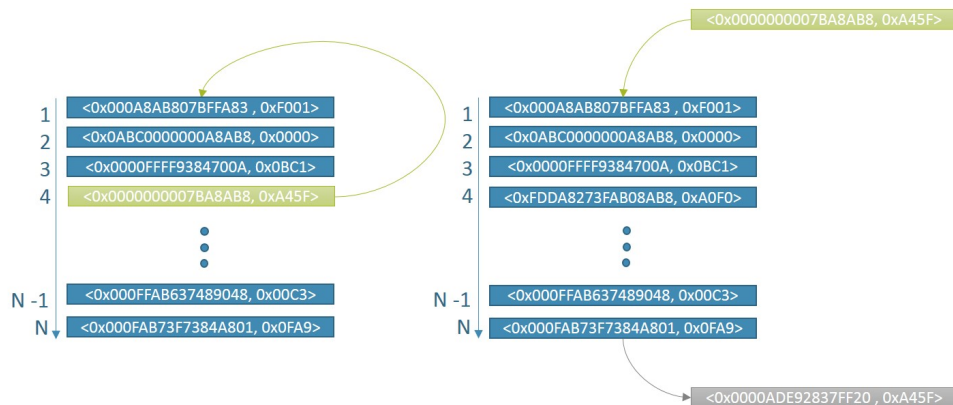 <0x0000000007BA8AB8, 0xA45F>
1 <0x000A8AB807BFFA83 , 0xF001>
2 <0x0ABC0000000A8AB8, 0x0000>
3 <0x0000FFFF9384700A, 0x0BC1>
4 <0x0000000007BA8AB8, 0xA45F>
N -1 <0x000FFAB637489048, 0x00C3>
N <0x000FAB73F7384A801, 0x0FA9>
1 <0x000A8AB807BFFA83 , 0xF001>
2 <0x0ABC0000000A8AB8, 0x0000>
3 <0x0000FFFF9384700A, 0x0BC1>
4 <0xFDDA8273FAB08AB8, 0xA0F0>
N -1 <0x000FFAB637489048, 0x00C3>
N <0x000FAB73F7384A801, 0x0FA9>
<0x0000ADE92837FF20 , 0xA45F>